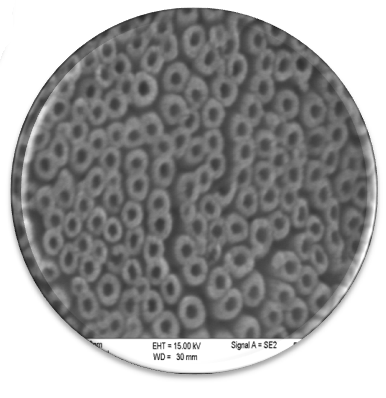 EHT = 15.00 kV Signal A = SE2
WD = 30 mm